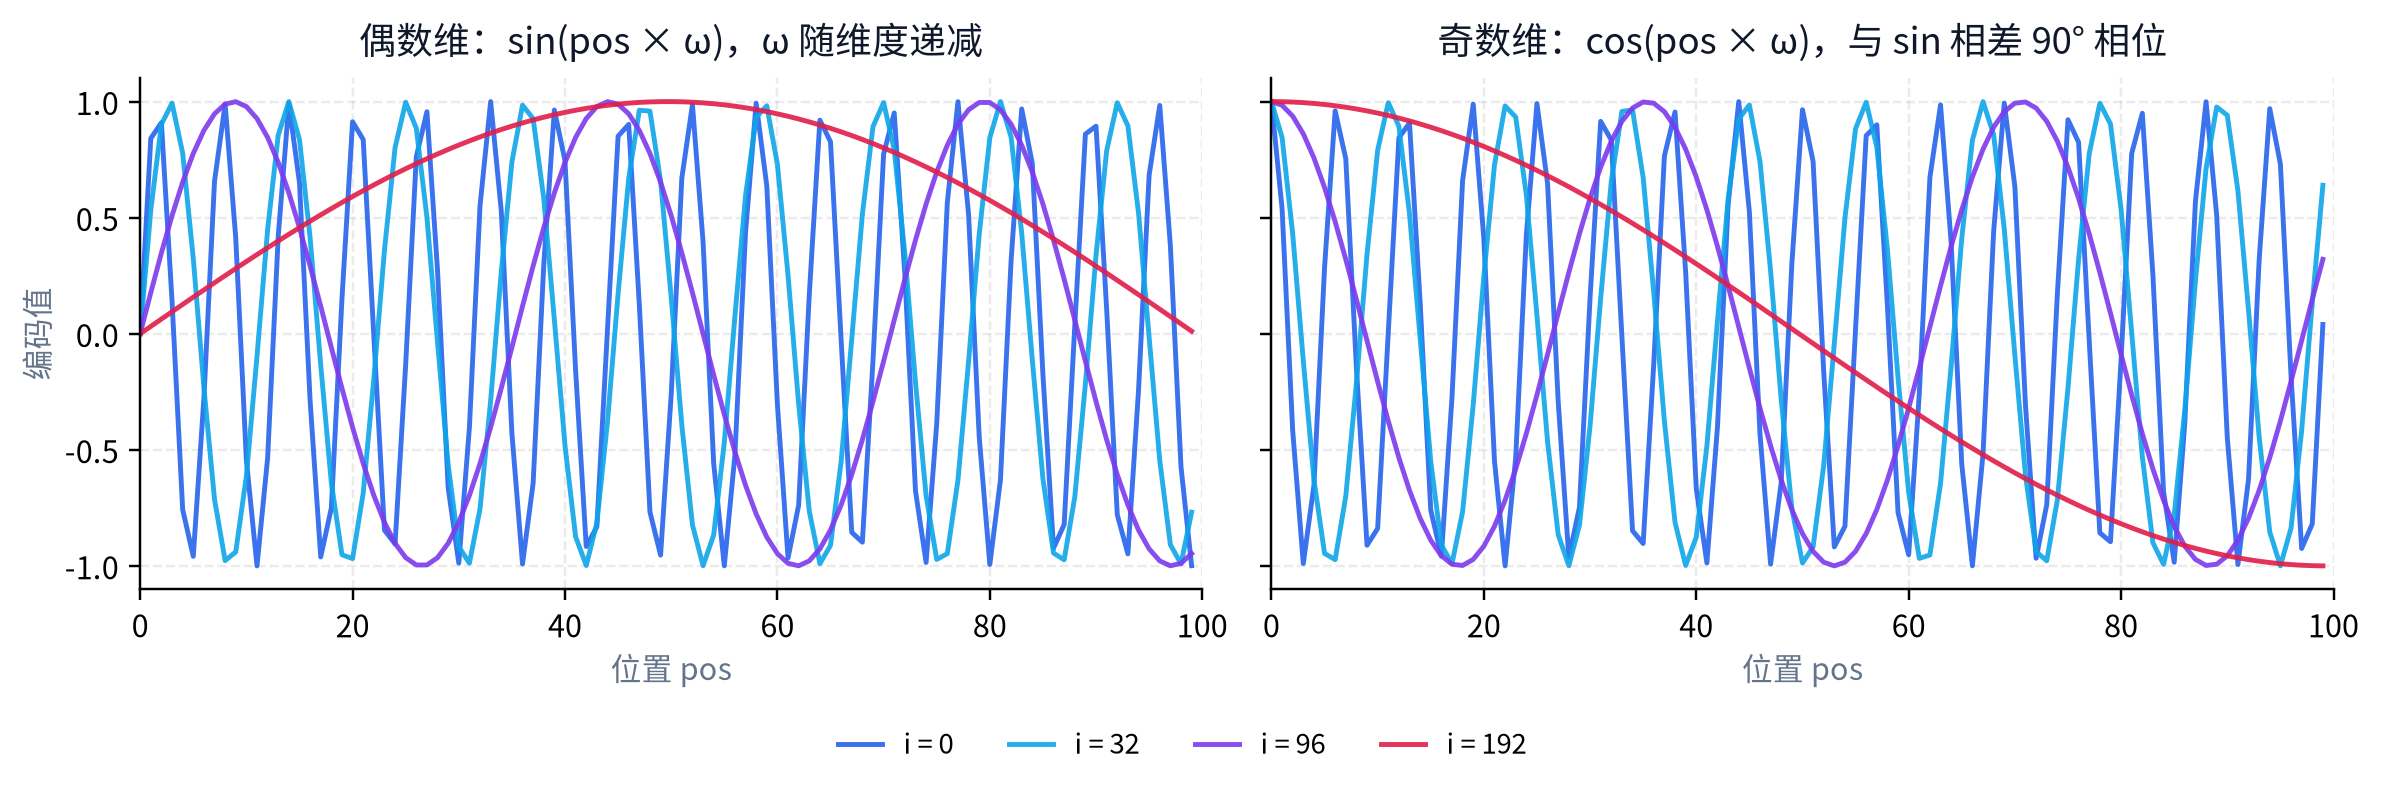 偶数维：sin(pos × ω)，ω 随维度递减
奇数维：cos(pos × ω)，与 sin 相差 90° 相位
编码值
1.0
0.5
0.0
-0.5
-1.0
0 20 40 60 80 100
0 20 40 60 80 100
位置 pos
位置 pos
i = 0 i = 32 i = 96 i = 192